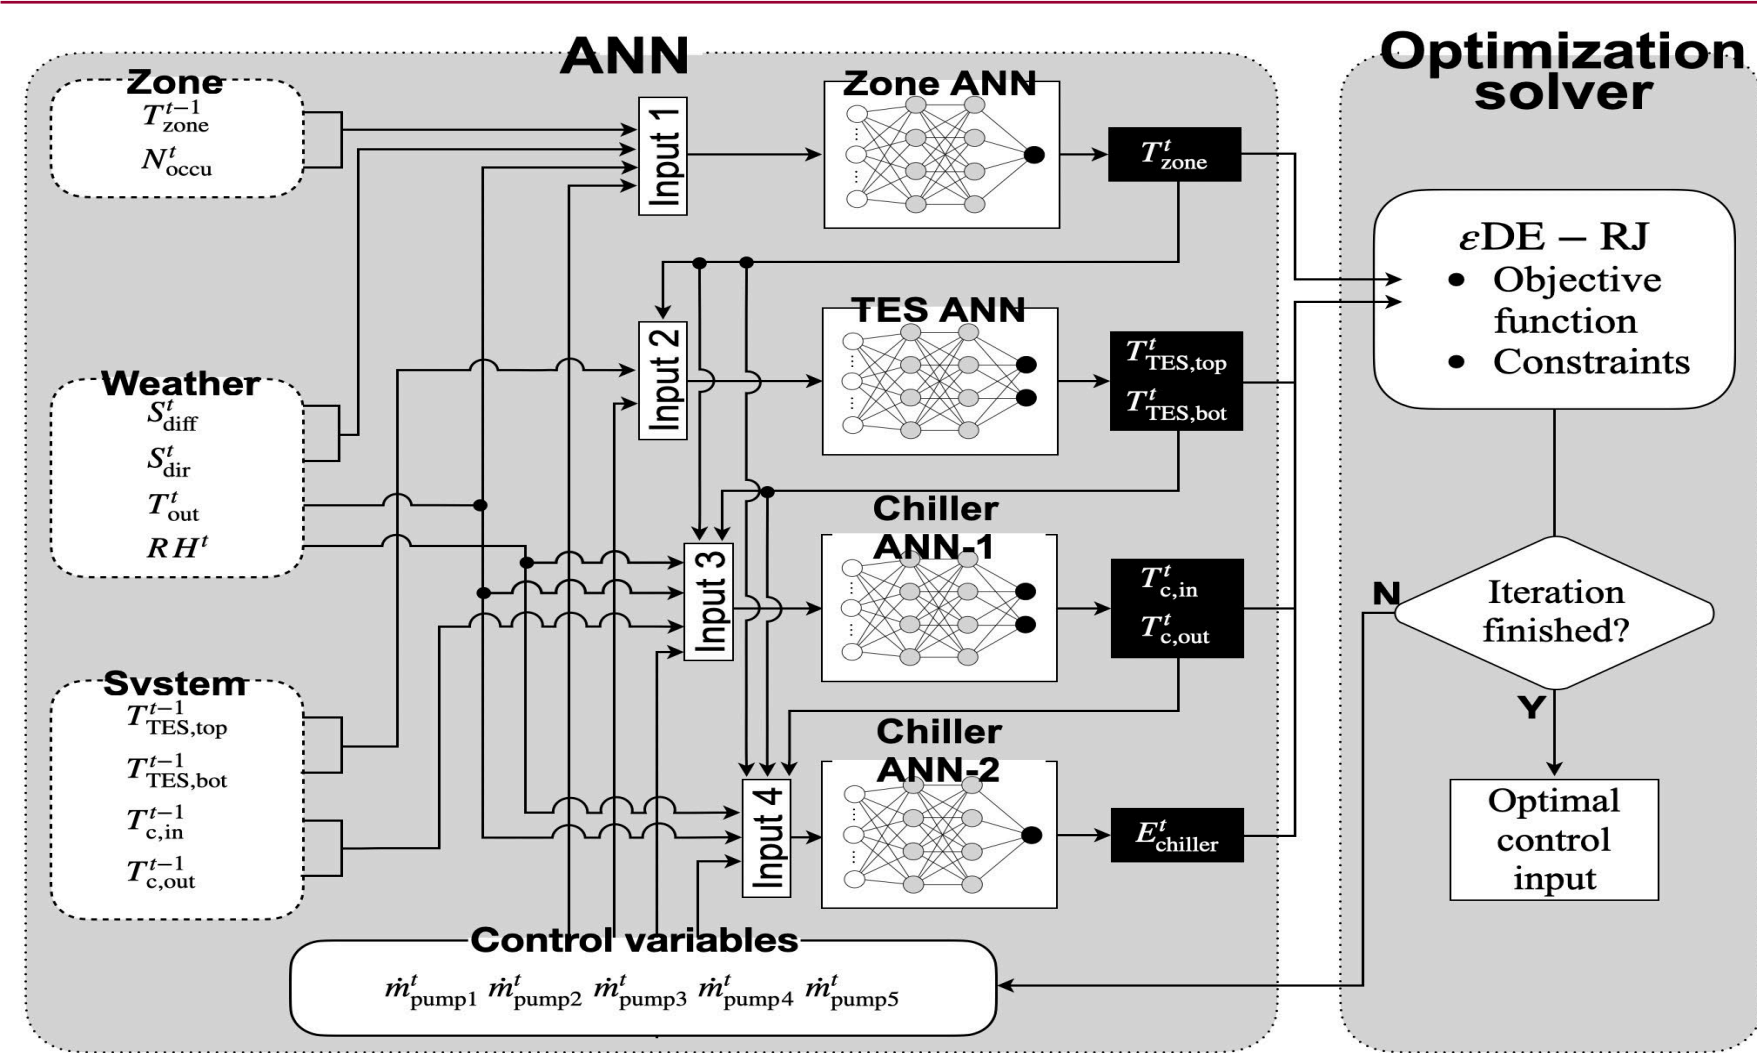 ANN
Optimization
solver
Zone
T^{t-1}_{zone}
N^t_{occu}
Input 1
Zone ANN
T^t_{zone}
εDE – RJ
• Objective
function
• Constraints
Weather
S^t_{diff}
S^t_{dir}
T^t_{out}
RH^t
Input 2
TES ANN
T^t_{TES,top}
T^t_{TES,bot}
Input 3
Chiller
ANN-1
T^t_{c,in}
T^t_{c,out}
N
Iteration
finished?
Y
System
T^{t-1}_{TES,top}
T^{t-1}_{TES,bot}
T^{t-1}_{c,in}
T^{t-1}_{c,out}
Input 4
Chiller
ANN-2
E^t_{chiller}
Optimal
control
input
Control variables
ṁ^t_{pump1} ṁ^t_{pump2} ṁ^t_{pump3} ṁ^t_{pump4} ṁ^t_{pump5}